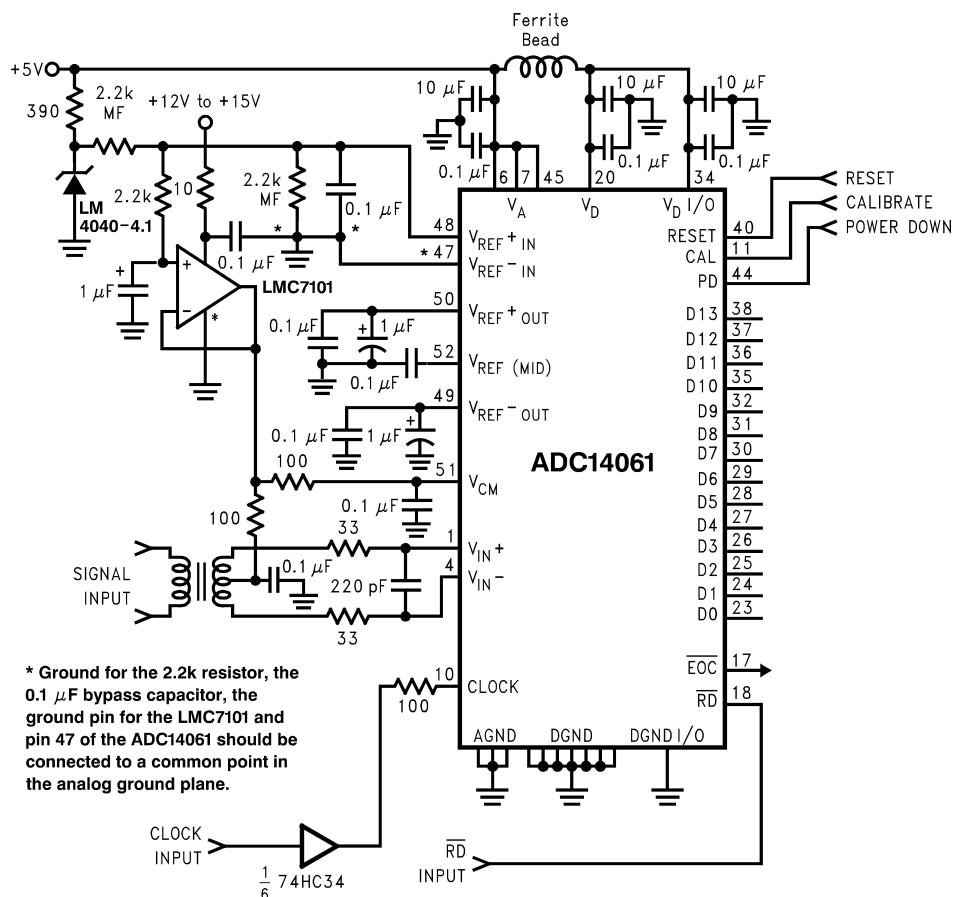 Ferrite
Bead
+5V
390
2.2k
MF
+12V to +15V
10 μF
10 μF
10 μF
0.1 μF
0.1 μF
0.1 μF
2.2k
10
2.2k
MF
0.1 μF
LM
4040-4.1
0.1 μF
*
*
LMC7101
1 μF
+
+
−
*
6
7
45
20
34
V_A
V_D
V_D I/O
48
V_REF+ IN
* 47
V_REF- IN
50
V_REF+ OUT
0.1 μF
+
1 μF
52
V_REF (MID)
0.1 μF
49
V_REF- OUT
0.1 μF
1 μF
+
100
51
V_CM
0.1 μF
100
33
1
V_IN+
4
V_IN-
0.1 μF
220 pF
33
SIGNAL
INPUT
ADC14061
RESET
CALIBRATE
POWER DOWN
RESET
40
CAL
11
PD
44
D13
38
D12
37
D11
36
D10
35
D9
32
D8
31
D7
30
D6
29
D5
28
D4
27
D3
26
D2
25
D1
24
D0
23
EOC
17
RD
18
10
CLOCK
100
AGND
DGND
DGND I/O
* Ground for the 2.2k resistor, the
0.1 μF bypass capacitor, the
ground pin for the LMC7101 and
pin 47 of the ADC14061 should be
connected to a common point in
the analog ground plane.
CLOCK
INPUT
1/6 74HC34
RD
INPUT